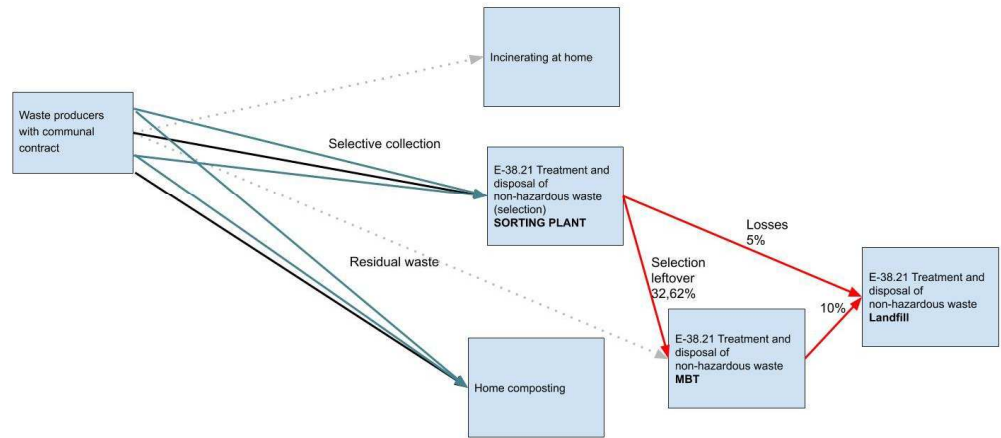 Incinerating at home
Waste producers
with communal
contract
Selective collection
E-38.21 Treatment and
disposal of
non-hazardous waste
(selection)
SORTING PLANT
Losses
5%
Residual waste
Selection
leftover
32,62%
E-38.21 Treatment and
disposal of
non-hazardous waste
Landfill
10%
E-38.21 Treatment and
disposal of
non-hazardous waste
MBT
Home composting